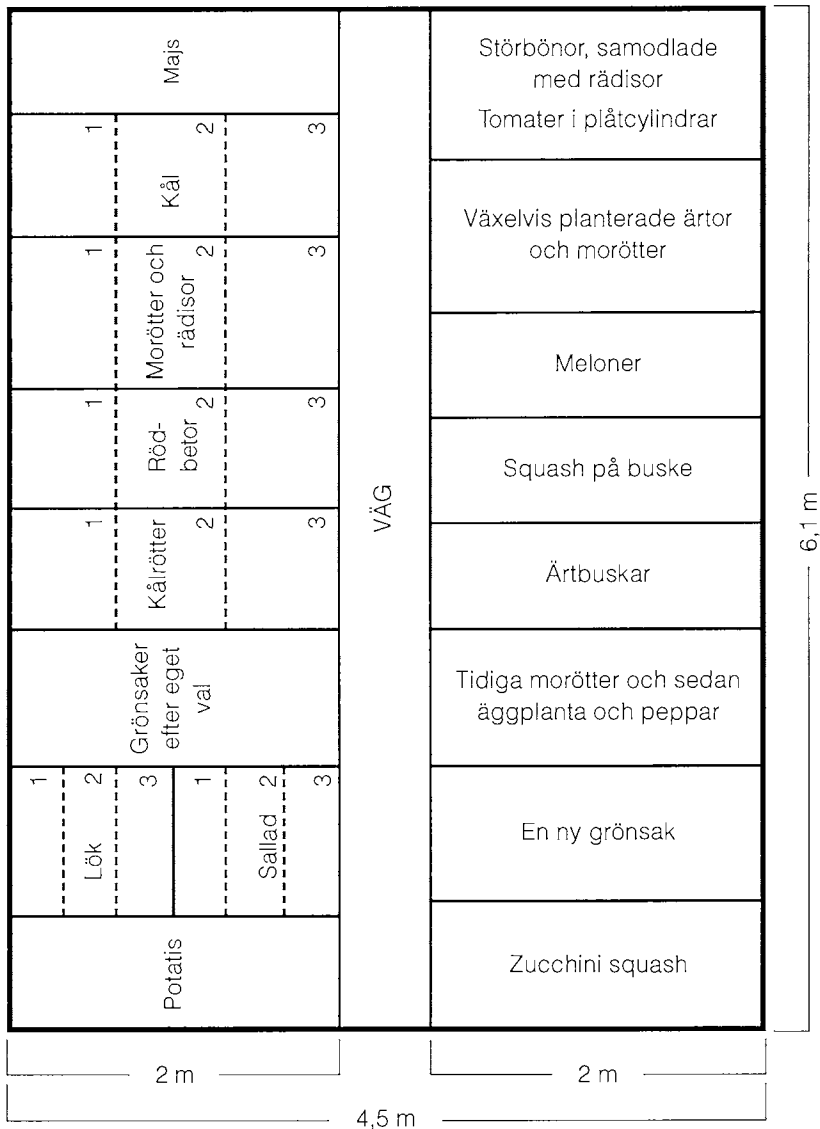 Majs
1
2
3
Kål
1
2
3
Morötter och
rädisor
1
2
3
Röd-
betor
1
2
3
Kålrötter
Grönsaker
efter eget
val
1
2
3
Lök
1
2
3
Sallad
Potatis
VÄG
Störbönor, samodlade
med rädisor
Tomater i plåtcylindrar
Växelvis planterade ärtor
och morötter
Meloner
Squash på buske
Ärtbuskar
Tidiga morötter och sedan
äggplanta och peppar
En ny grönsak
Zucchini squash
6,1 m
2 m
2 m
4,5 m